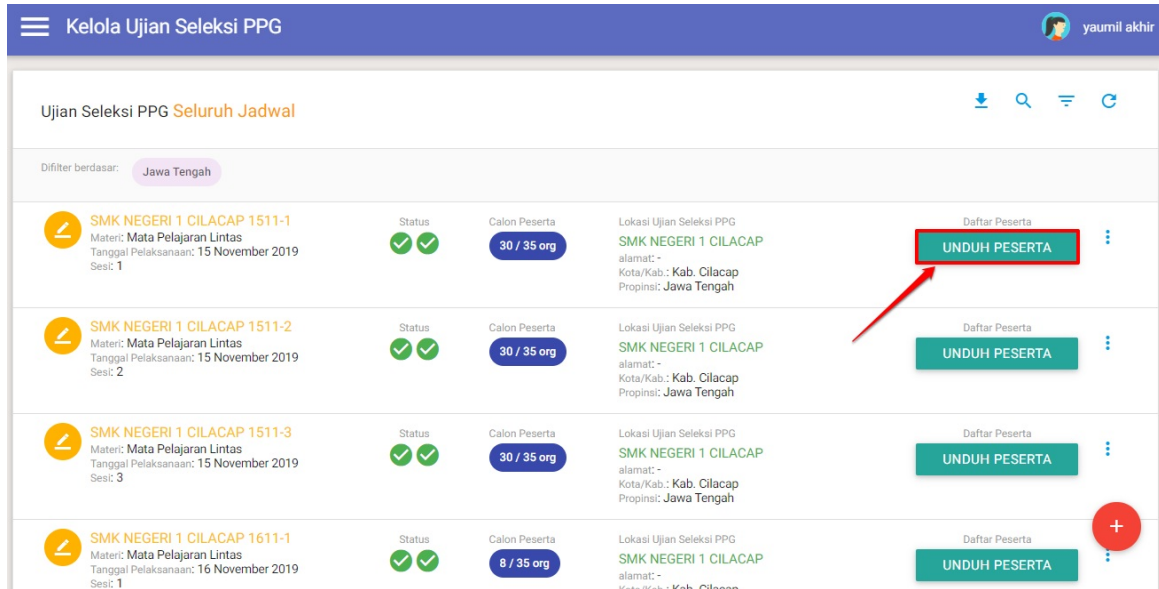 Kelola Ujian Seleksi PPG
yaumil akhir
Ujian Seleksi PPG Seluruh Jadwal
Difilter berdasar: Jawa Tengah
SMK NEGERI 1 CILACAP 1511-1
Materi: Mata Pelajaran Lintas
Tanggal Pelaksanaan: 15 November 2019
Sesi: 1
Status
Calon Peserta
30 / 35 org
Lokasi Ujian Seleksi PPG
SMK NEGERI 1 CILACAP
alamat: -
Kota/Kab.: Kab. Cilacap
Propinsi: Jawa Tengah
Daftar Peserta
UNDUH PESERTA
SMK NEGERI 1 CILACAP 1511-2
Materi: Mata Pelajaran Lintas
Tanggal Pelaksanaan: 15 November 2019
Sesi: 2
Status
Calon Peserta
30 / 35 org
Lokasi Ujian Seleksi PPG
SMK NEGERI 1 CILACAP
alamat: -
Kota/Kab.: Kab. Cilacap
Propinsi: Jawa Tengah
Daftar Peserta
UNDUH PESERTA
SMK NEGERI 1 CILACAP 1511-3
Materi: Mata Pelajaran Lintas
Tanggal Pelaksanaan: 15 November 2019
Sesi: 3
Status
Calon Peserta
30 / 35 org
Lokasi Ujian Seleksi PPG
SMK NEGERI 1 CILACAP
alamat: -
Kota/Kab.: Kab. Cilacap
Propinsi: Jawa Tengah
Daftar Peserta
UNDUH PESERTA
SMK NEGERI 1 CILACAP 1611-1
Materi: Mata Pelajaran Lintas
Tanggal Pelaksanaan: 16 November 2019
Sesi: 1
Status
Calon Peserta
8 / 35 org
Lokasi Ujian Seleksi PPG
SMK NEGERI 1 CILACAP
alamat: -
Kota/Kab.: Kab. Cilacap
Daftar Peserta
UNDUH PESERTA